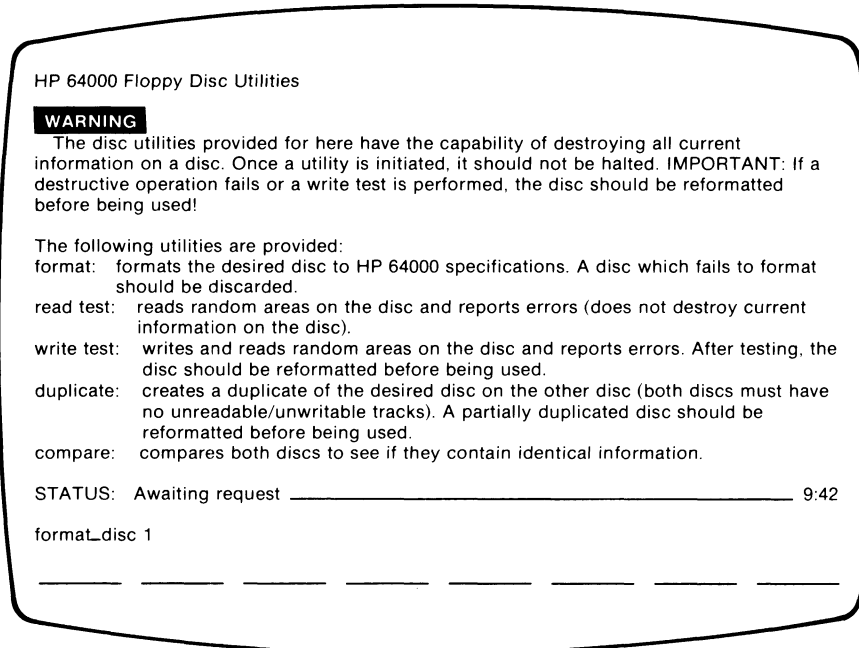 HP 64000 Floppy Disc Utilities
WARNING
The disc utilities provided for here have the capability of destroying all current
information on a disc. Once a utility is initiated, it should not be halted. IMPORTANT: If a
destructive operation fails or a write test is performed, the disc should be reformatted
before being used!
The following utilities are provided:
format: formats the desired disc to HP 64000 specifications. A disc which fails to format
should be discarded.
read test: reads random areas on the disc and reports errors (does not destroy current
information on the disc).
write test: writes and reads random areas on the disc and reports errors. After testing, the
disc should be reformatted before being used.
duplicate: creates a duplicate of the desired disc on the other disc (both discs must have
no unreadable/unwritable tracks). A partially duplicated disc should be
reformatted before being used.
compare: compares both discs to see if they contain identical information.
STATUS: Awaiting request 9:42
format_disc 1